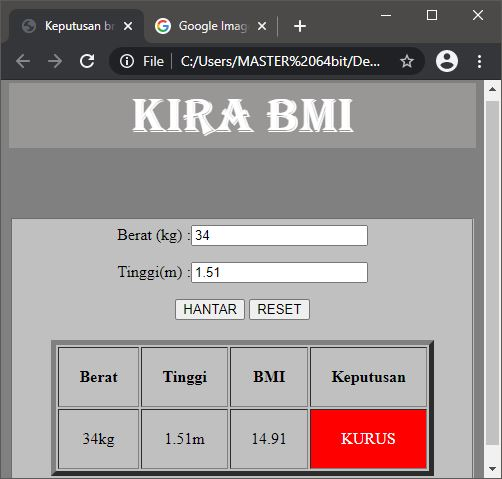 Keputusan br
Google Imag
File
C:/Users/MASTER%2064bit/De...
KIRA BMI
Berat (kg) :
34
Tinggi(m) :
1.51
HANTAR RESET
Berat Tinggi BMI Keputusan
34kg 1.51m 14.91 KURUS